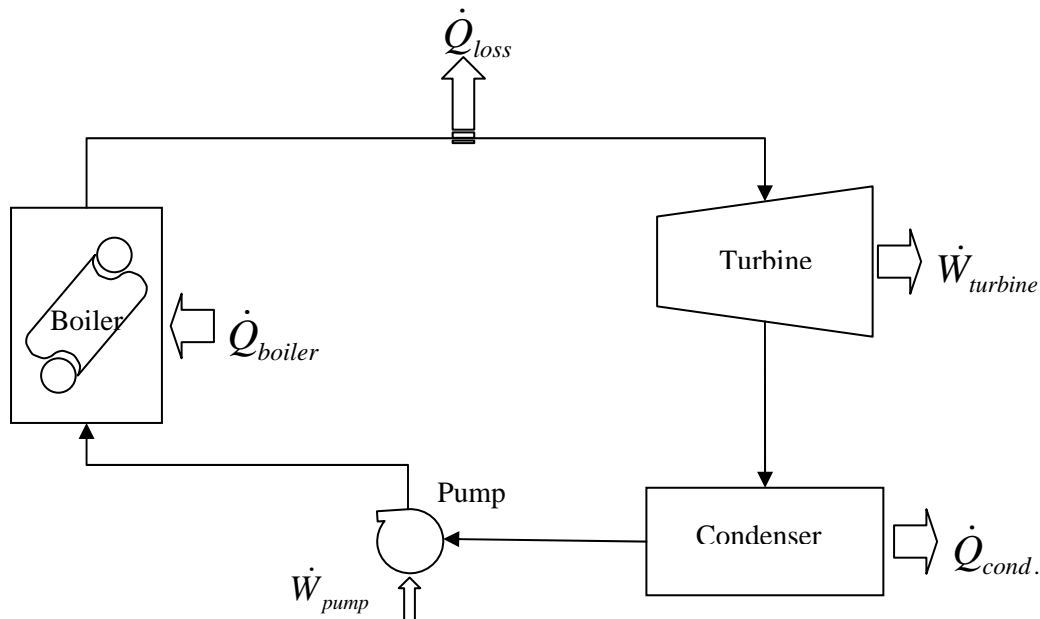 Q̇loss
Turbine
Ẇturbine
Boiler
Q̇boiler
Pump
Condenser
Q̇cond.
Ẇpump